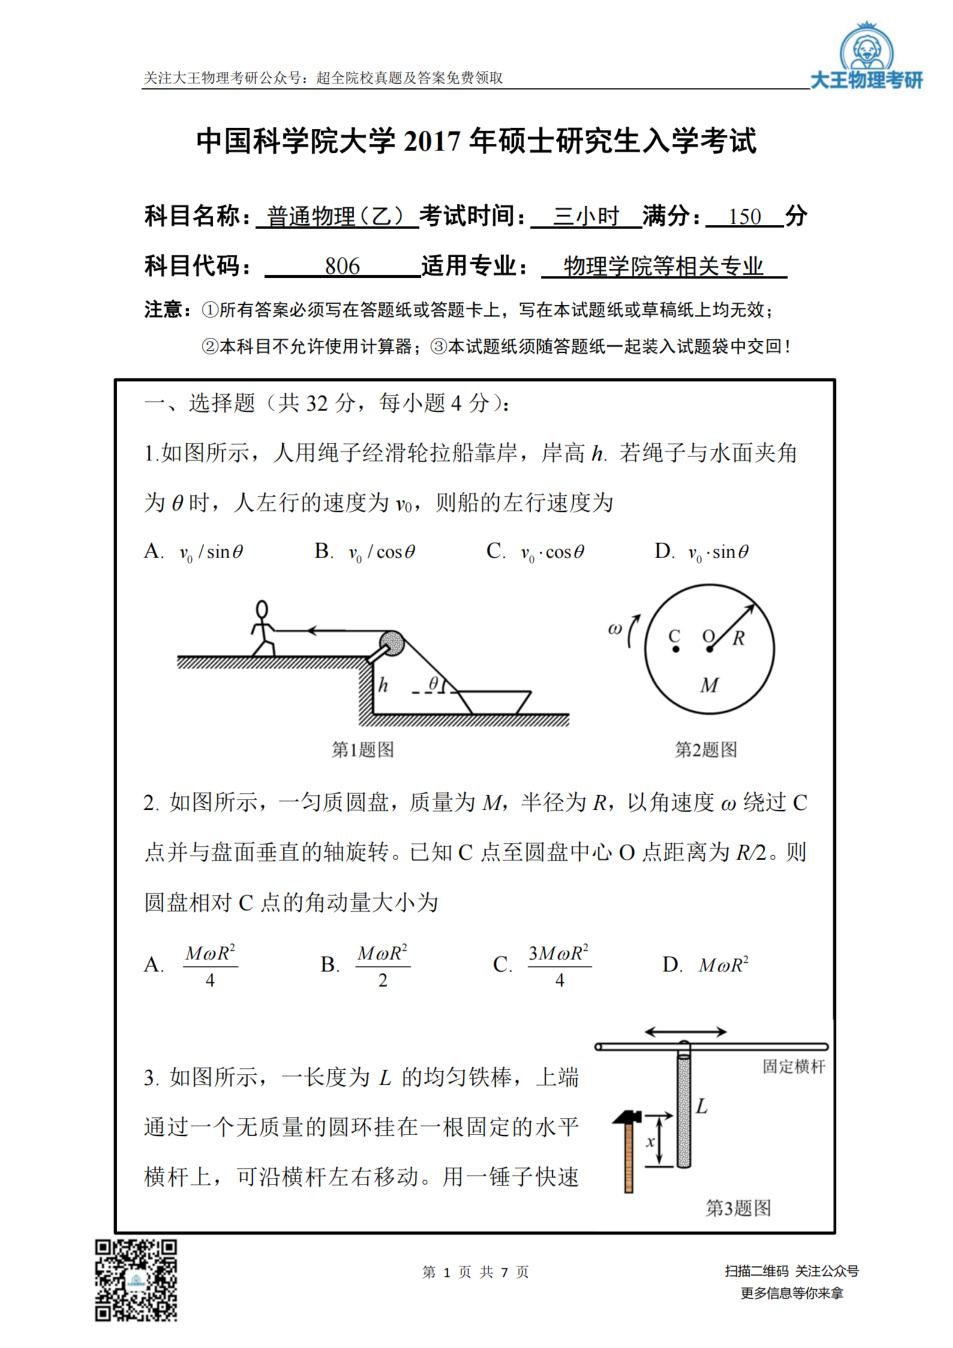 关注大王物理考研公众号：超全院校真题及答案免费领取
大王物理考研
中国科学院大学 2017 年硕士研究生入学考试
科目名称：普通物理（乙）考试时间：三小时 满分：150 分
科目代码：806 适用专业：物理学院等相关专业
注意：①所有答案必须写在答题纸或答题卡上，写在本试题纸或草稿纸上均无效；
②本科目不允许使用计算器；③本试题纸须随答题纸一起装入试题袋中交回！
一、选择题（共 32 分，每小题 4 分）：
1.如图所示，人用绳子经滑轮拉船靠岸，岸高 h. 若绳子与水面夹角
为 θ 时，人左行的速度为 v₀，则船的左行速度为
A. v₀ / sinθ B. v₀ / cosθ C. v₀ · cosθ D. v₀ · sinθ
h θ
ω C O R
M
第1题图 第2题图
2. 如图所示，一匀质圆盘，质量为 M，半径为 R，以角速度 ω 绕过 C
点并与盘面垂直的轴旋转。已知 C 点至圆盘中心 O 点距离为 R/2。则
圆盘相对 C 点的角动量大小为
A. MωR²/4 B. MωR²/2 C. 3MωR²/4 D. MωR²
固定横杆
3. 如图所示，一长度为 L 的均匀铁棒，上端
L
通过一个无质量的圆环挂在一根固定的水平
x
横杆上，可沿横杆左右移动。用一锤子快速
第3题图
第 1 页 共 7 页
扫描二维码 关注公众号
更多信息等你来拿
大王物理考研